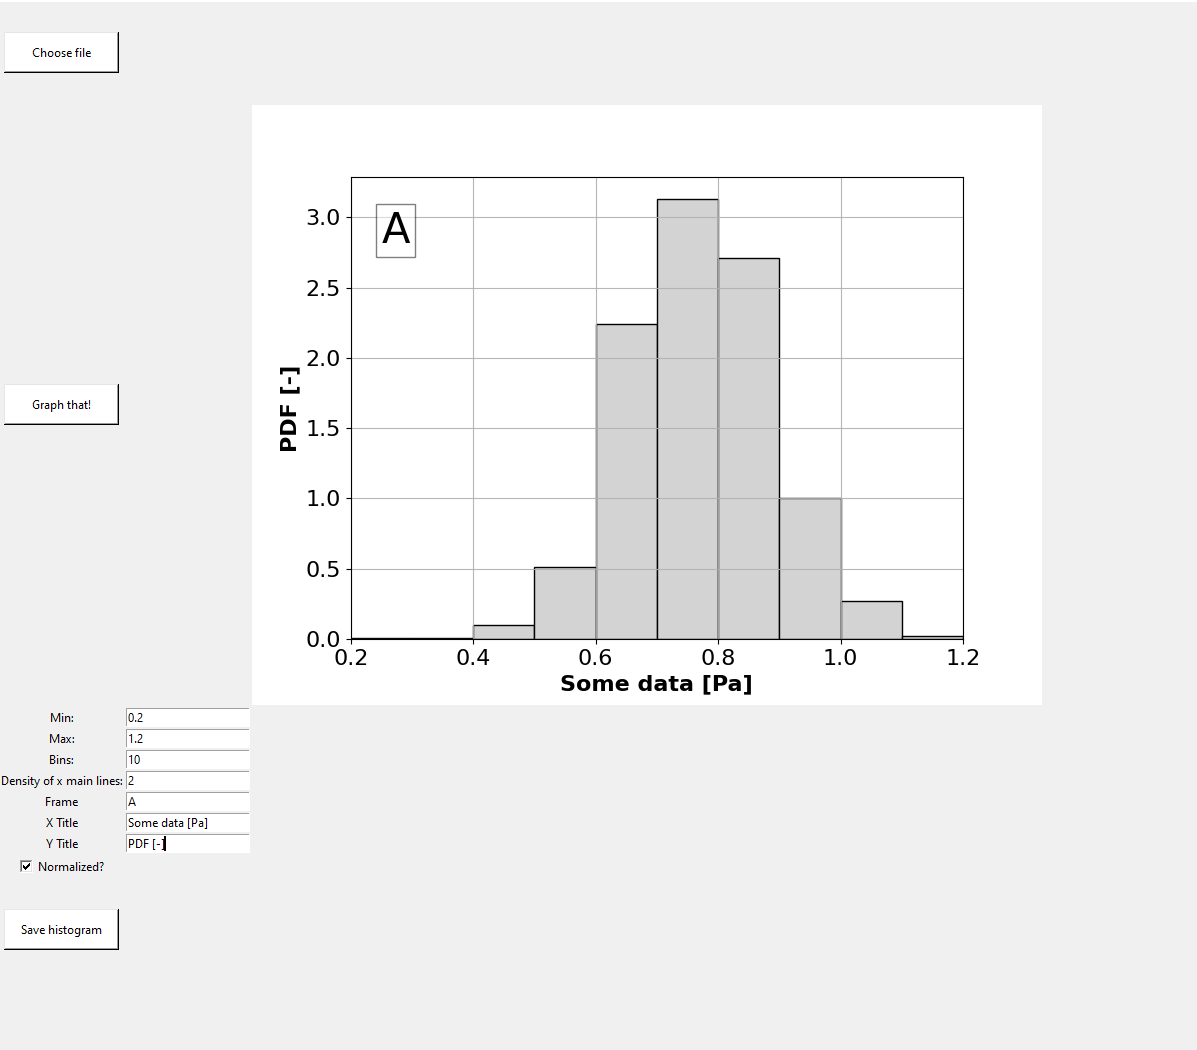 Choose file
A
3.0
2.5
2.0
1.5
1.0
0.5
0.0
PDF [-]
0.2 0.4 0.6 0.8 1.0 1.2
Some data [Pa]
Graph that!
Min: 0.2
Max: 1.2
Bins: 10
Density of x main lines: 2
Frame A
X Title Some data [Pa]
Y Title PDF [-]
Normalized?
Save histogram